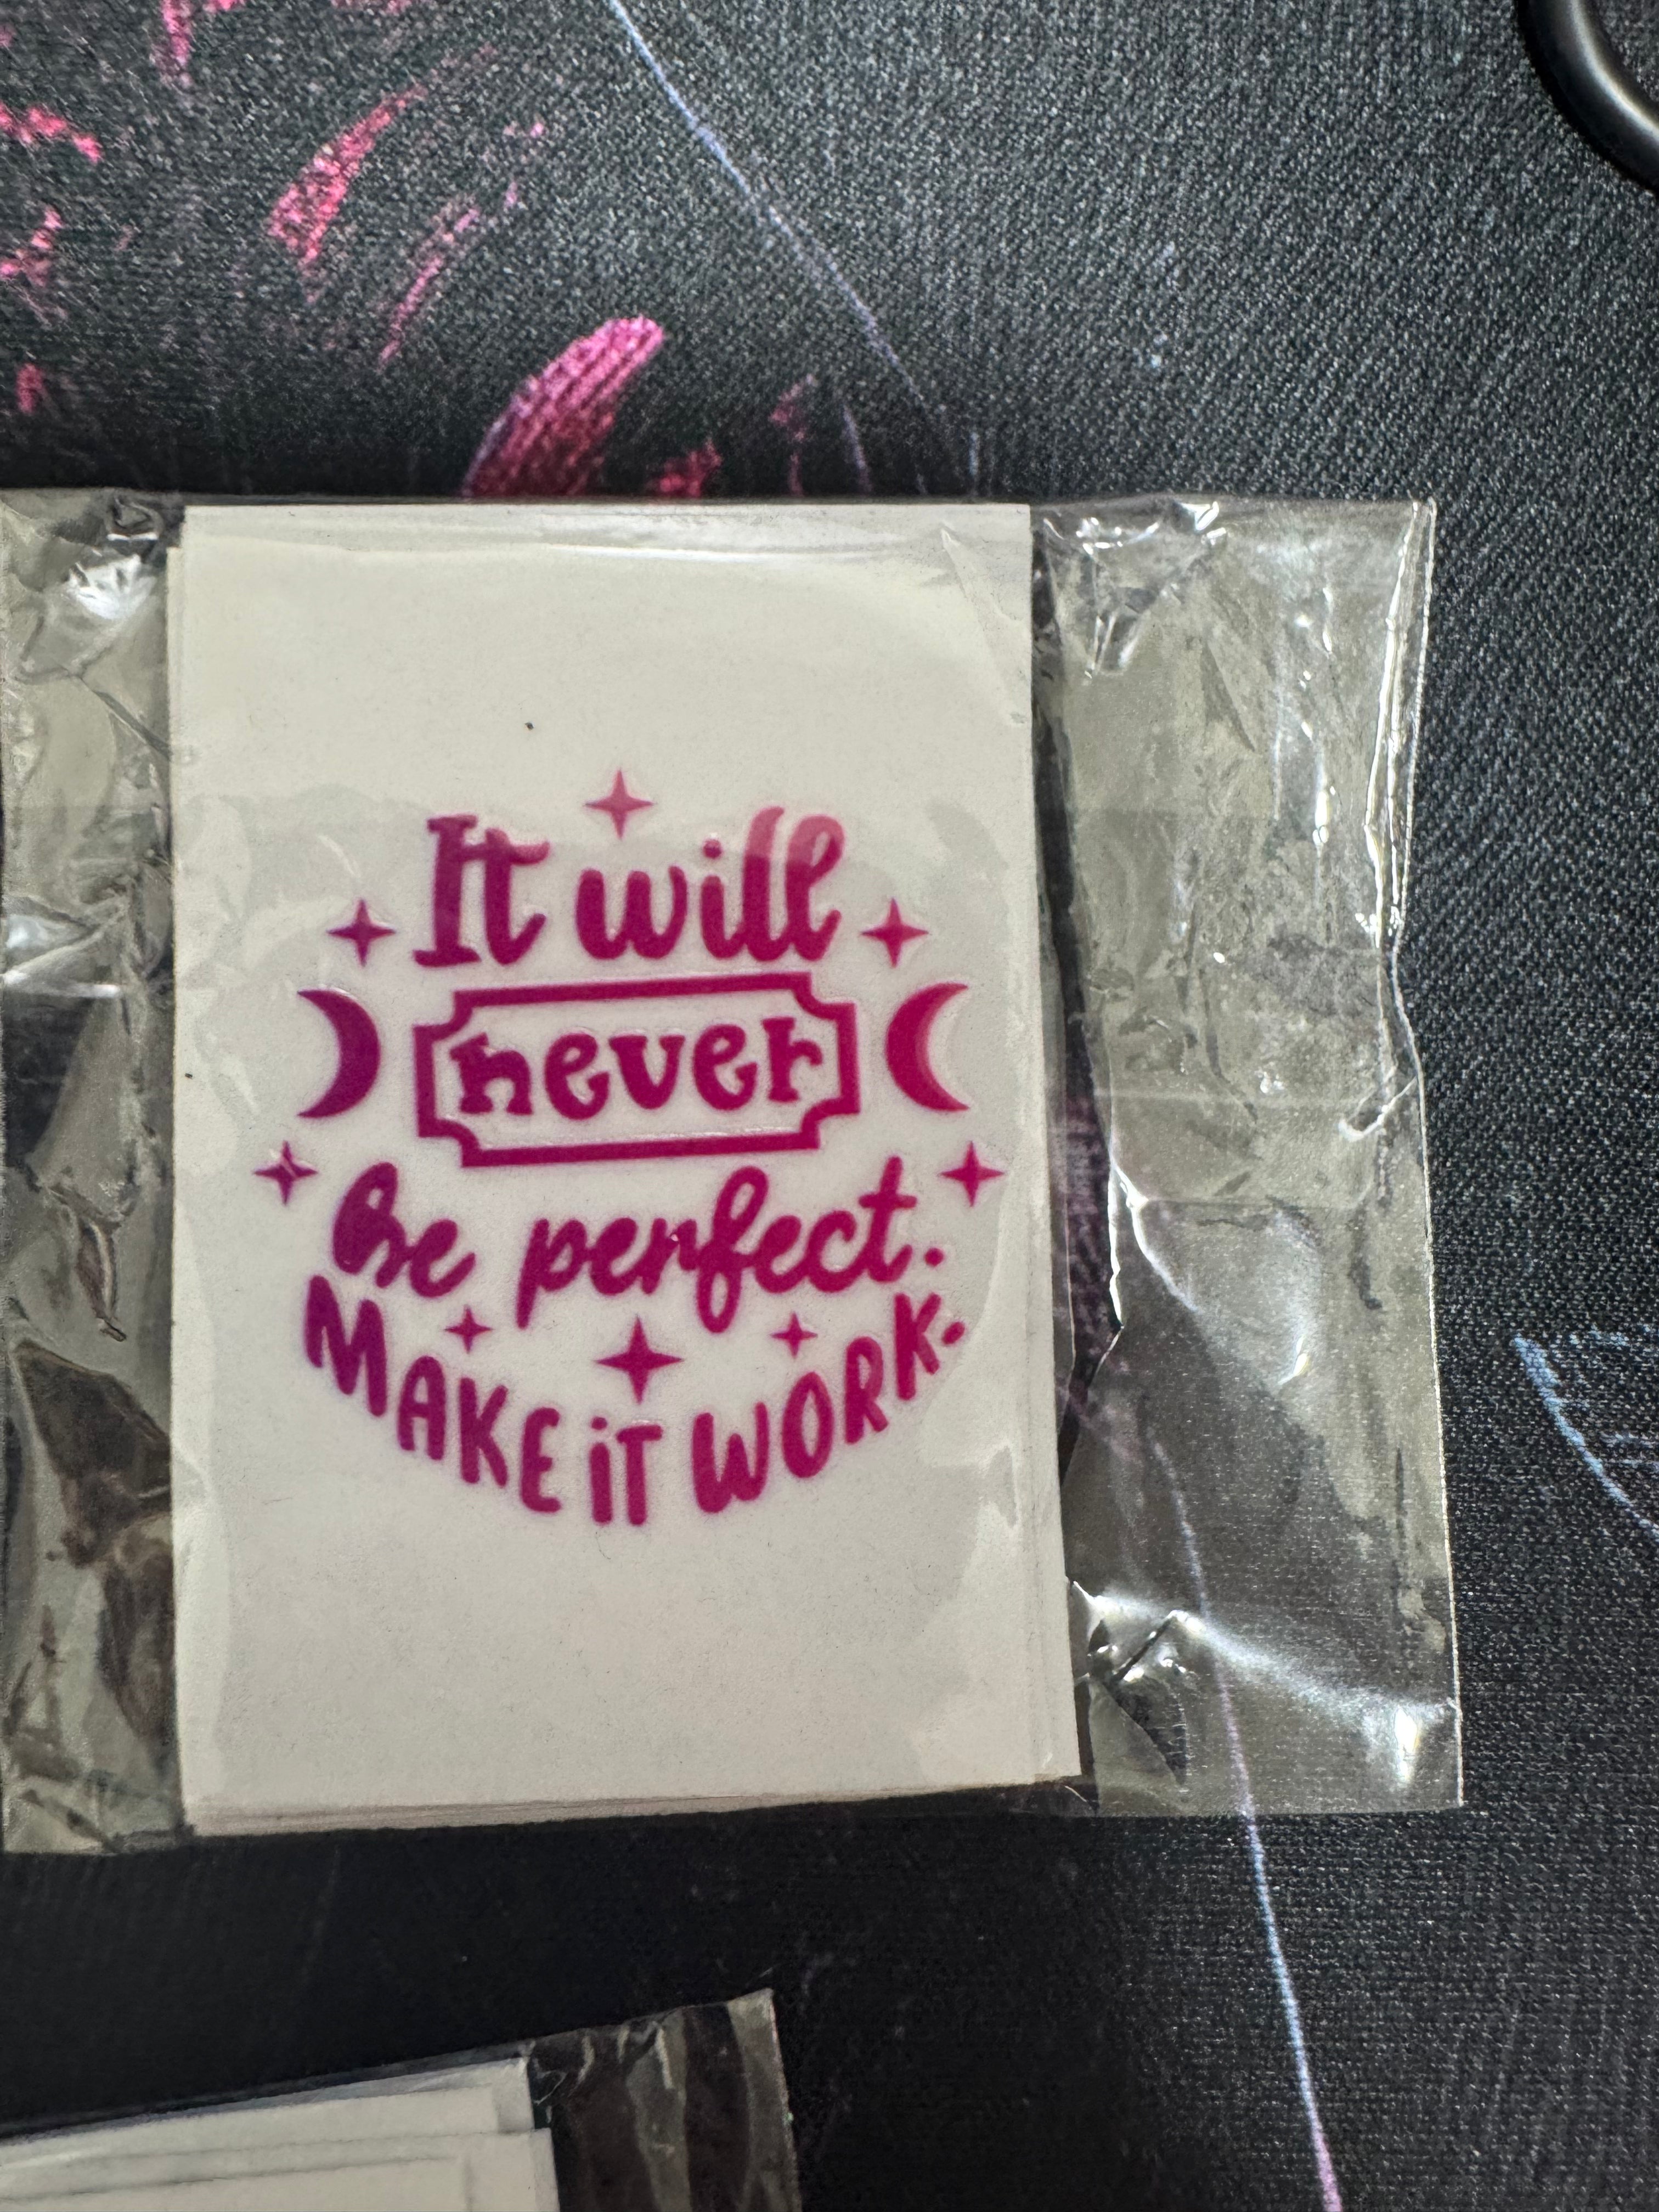 It will
never
be perfect.
MAKE iT WORK.